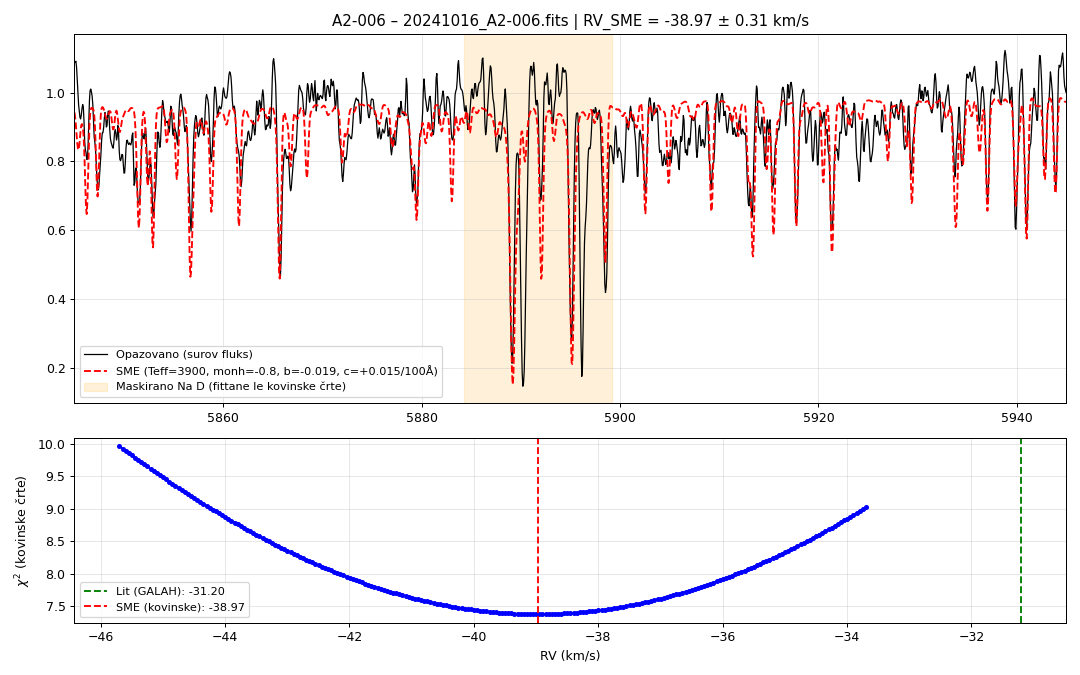 A2-006 – 20241016_A2-006.fits | RV_SME = -38.97 ± 0.31 km/s
1.0
0.8
0.6
0.4
0.2
Opazovano (surov fluks)
SME (Teff=3900, monh=-0.8, b=-0.019, c=+0.015/100Å)
Maskirano Na D (fittane le kovinske črte)
5860 5880 5900 5920 5940
10.0
9.5
9.0
8.5
8.0
7.5
χ² (kovinske črte)
Lit (GALAH): -31.20
SME (kovinske): -38.97
−46 −44 −42 −40 −38 −36 −34 −32
RV (km/s)